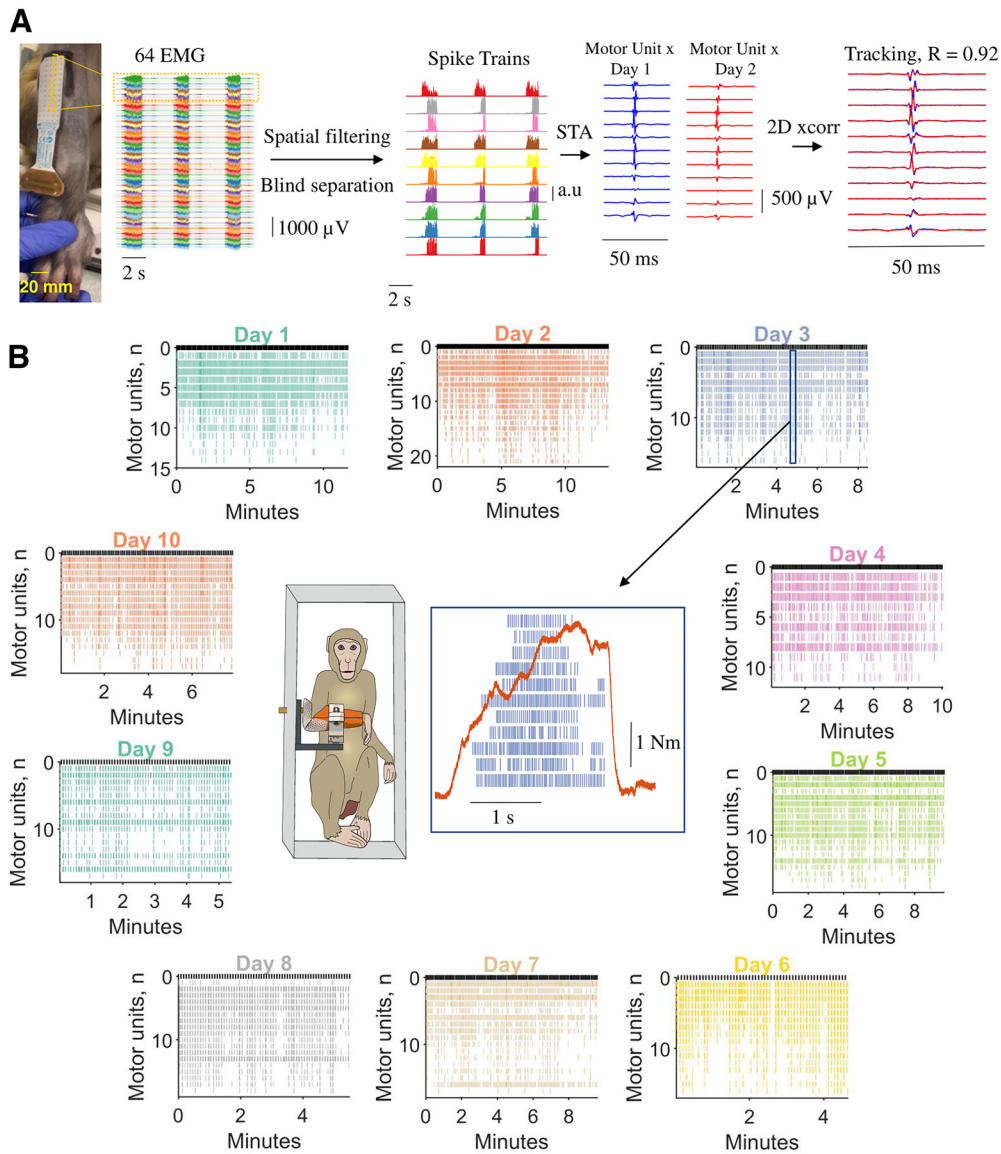 A
64 EMG
Spatial filtering
Blind separation
1000 µV
2 s
20 mm
Spike Trains
a.u
2 s
STA
Motor Unit x
Day 1
Motor Unit x
Day 2
500 µV
50 ms
2D xcorr
Tracking, R = 0.92
50 ms
B
Day 1
Motor units, n
0
5
10
15
0 5 10
Minutes
Day 2
Motor units, n
0
10
20
0 5 10
Minutes
Day 3
Motor units, n
0
10
2 4 6 8
Minutes
Day 10
Motor units, n
0
10
2 4 6
Minutes
1 Nm
1 s
Day 4
Motor units, n
0
5
10
2 4 6 8 10
Minutes
Day 9
Motor units, n
0
10
1 2 3 4 5
Minutes
Day 5
Motor units, n
0
10
0 2 4 6 8
Minutes
Day 8
Motor units, n
0
10
0 2 4
Minutes
Day 7
Motor units, n
0
10
0 2 4 6 8
Minutes
Day 6
Motor units, n
0
10
2 4
Minutes